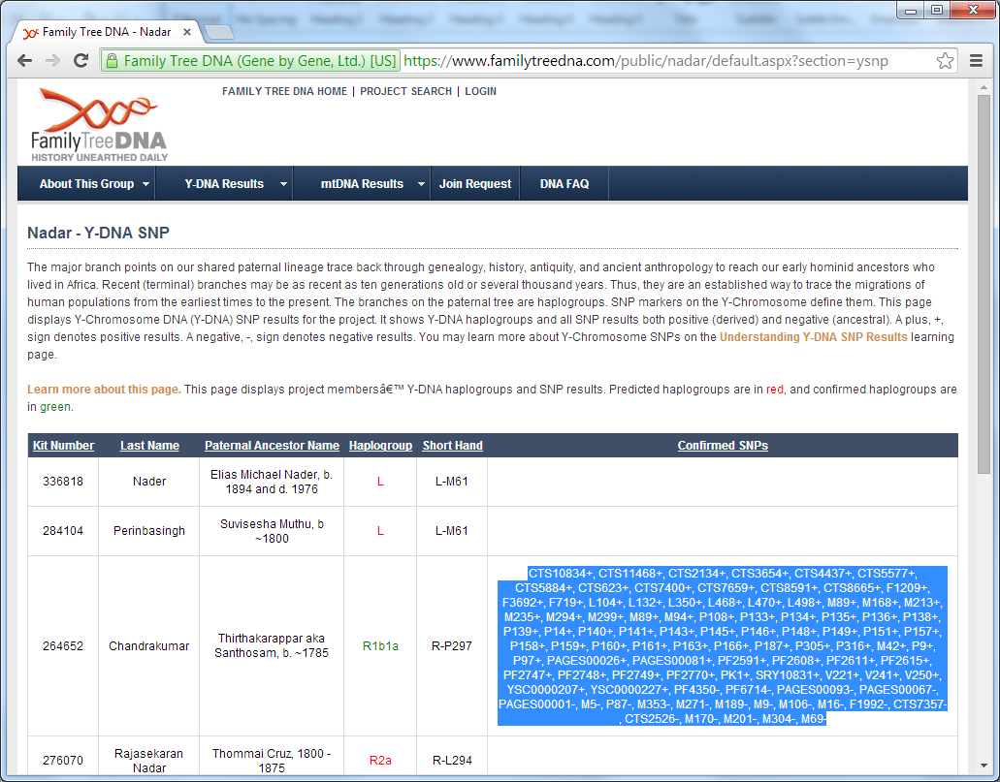 No Spacing Heading 1 Heading 2 Heading 3 Heading 4 Heading 5 Title Subtitle
Family Tree DNA - Nadar
Family Tree DNA (Gene by Gene, Ltd.) [US] https://www.familytreedna.com/public/nadar/default.aspx?section=ysnp
FAMILY TREE DNA HOME | PROJECT SEARCH | LOGIN
FamilyTreeDNA
HISTORY UNEARTHED DAILY
About This Group Y-DNA Results mtDNA Results Join Request DNA FAQ
Nadar - Y-DNA SNP
The major branch points on our shared paternal lineage trace back through genealogy, history, antiquity, and ancient anthropology to reach our early hominid ancestors who
lived in Africa. Recent (terminal) branches may be as recent as ten generations old or several thousand years. Thus, they are an established way to trace the migrations of
human populations from the earliest times to the present. The branches on the paternal tree are haplogroups. SNP markers on the Y-Chromosome define them. This page
displays Y-Chromosome DNA (Y-DNA) SNP results for the project. It shows Y-DNA haplogroups and all SNP results both positive (derived) and negative (ancestral). A plus, +,
sign denotes positive results. A negative, -, sign denotes negative results. You may learn more about Y-Chromosome SNPs on the Understanding Y-DNA SNP Results learning
page.
Learn more about this page. This page displays project membersâ€™ Y-DNA haplogroups and SNP results. Predicted haplogroups are in red, and confirmed haplogroups are
in green.
Kit Number Last Name Paternal Ancestor Name Haplogroup Short Hand Confirmed SNPs
336818 Nader Elias Michael Nader, b. 1894 and d. 1976 L L-M61
284104 Perinbasingh Suvisesha Muthu, b ~1800 L L-M61
264652 Chandrakumar Thirthakarappar aka Santhosam, b. ~1785 R1b1a R-P297
CTS10834+, CTS11468+, CTS2134+, CTS3654+, CTS4437+, CTS5577+,
CTS5884+, CTS623+, CTS7400+, CTS7659+, CTS8591+, CTS8665+, F1209+,
F3692+, F719+, L104+, L132+, L350+, L468+, L470+, L498+, M89+, M168+, M213+,
M235+, M294+, M299+, M89+, M94+, P108+, P133+, P134+, P135+, P136+, P138+,
P139+, P14+, P140+, P141+, P143+, P145+, P146+, P148+, P149+, P151+, P157+,
P158+, P159+, P160+, P161+, P163+, P166+, P187+, P305+, P316+, M42+, P9+,
P97+, PAGES00026+, PAGES00081+, PF2591+, PF2608+, PF2611+, PF2615+,
PF2747+, PF2748+, PF2749+, PF2770+, PK1+, SRY10831+, V221+, V241+, V250+,
YSC0000207+, YSC0000227+, PF4350-, PF6714-, PAGES00093-, PAGES00067-,
PAGES00001-, M5-, P87-, M353-, M271-, M189-, M9-, M106-, M16-, F1992-, CTS7357-
, CTS2526-, M170-, M201-, M304-, M69-
276070 Rajasekaran Nadar Thommai Cruz, 1800 - 1875 R2a R-L294